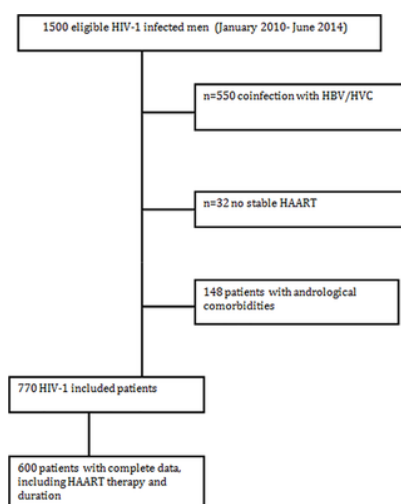 1500 eligible HIV-1 infected men (January 2010- June 2014)
n=550 coinfection with HBV/HVC
n=32 no stable HAART
148 patients with andrological
comorbidities
770 HIV-1 included patients
600 patients with complete data,
including HAART therapy and
duration